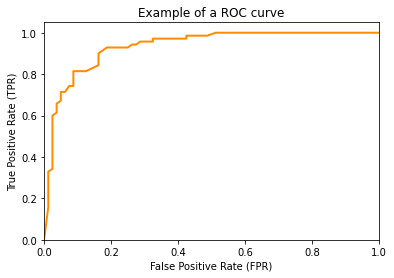 Example of a ROC curve
True Positive Rate (TPR)
1.0
0.8
0.6
0.4
0.2
0.0
0.0 0.2 0.4 0.6 0.8 1.0
False Positive Rate (FPR)